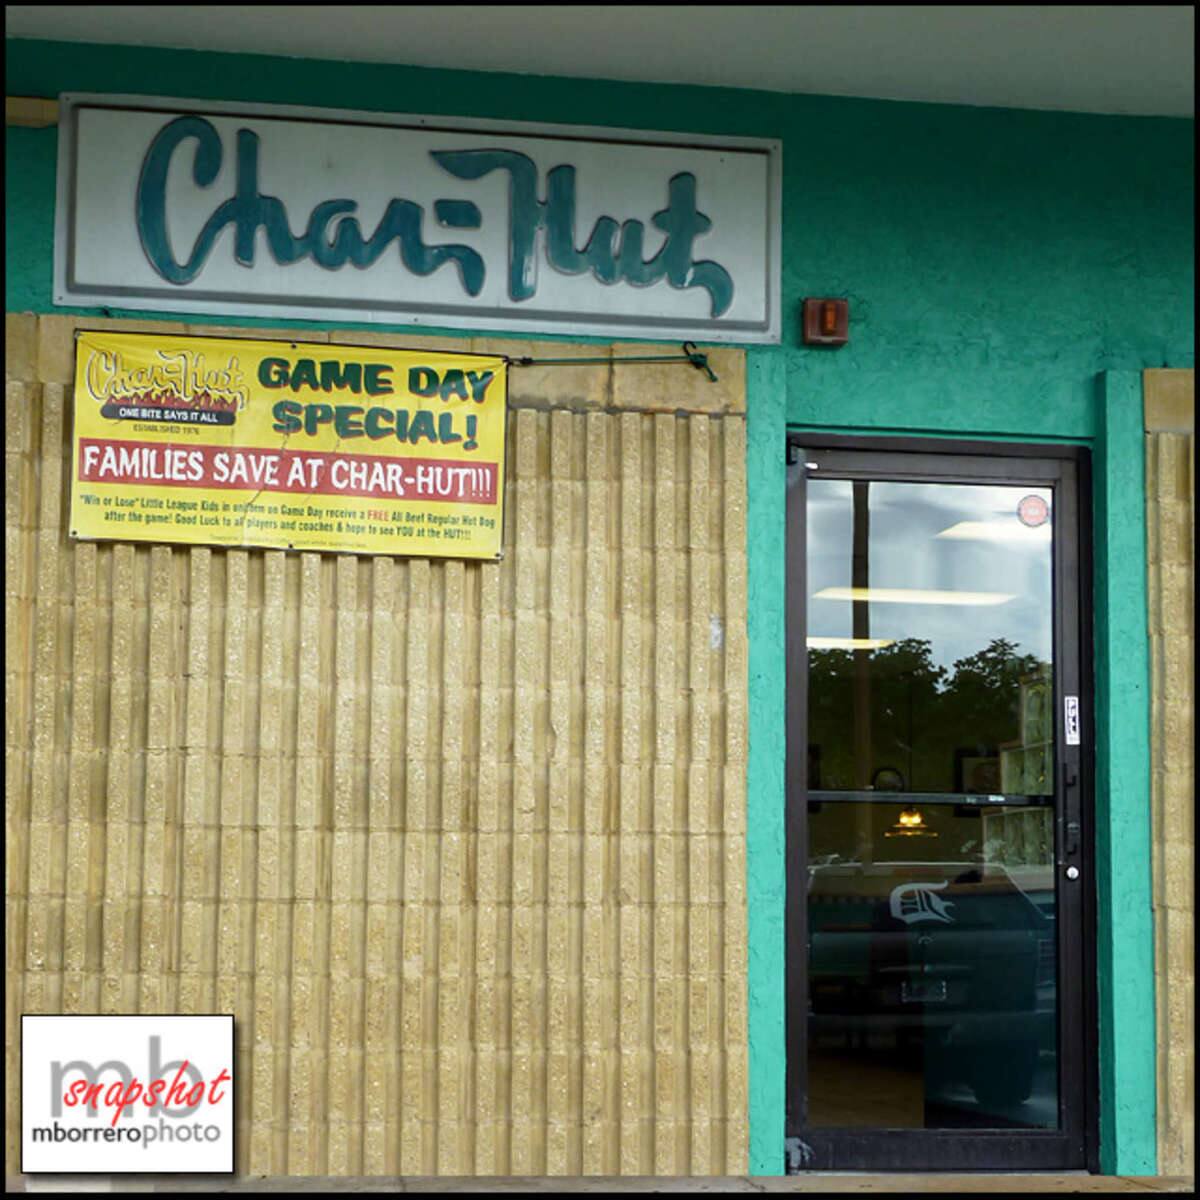 Char-Hut
Char-Hut
ONE BITE SAYS IT ALL
ESTABLISHED 1976
GAME DAY
SPECIAL!
FAMILIES SAVE AT CHAR-HUT!!!
"Win or Lose" Little League Kids in uniform on Game Day receive a FREE All Beef Regular Hot Dog
after the game! Good Luck to all players and coaches & hope to see YOU at the HUT!!!
PULL
mb
snapshot
mborrerophoto